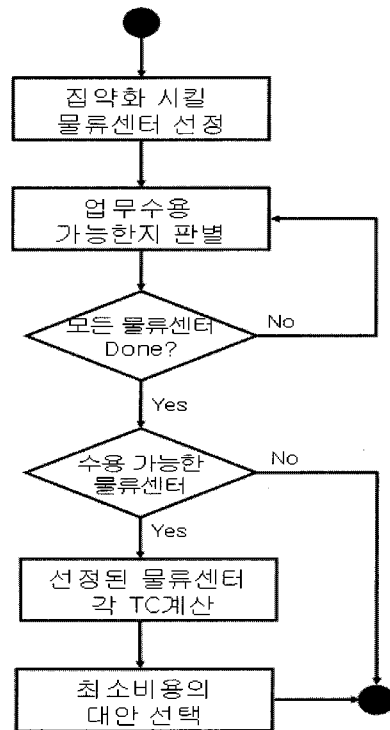 집약화 시킬
물류센터 선정
업무수용
가능한지 판별
모든 물류센터
Done?
No
Yes
수용 가능한
물류센터
No
Yes
선정된 물류센터
각 TC계산
최소비용의
대안 선택